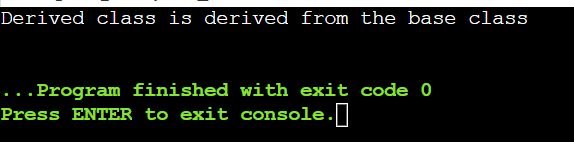 Derived class is derived from the base class
...Program finished with exit code 0
Press ENTER to exit console.